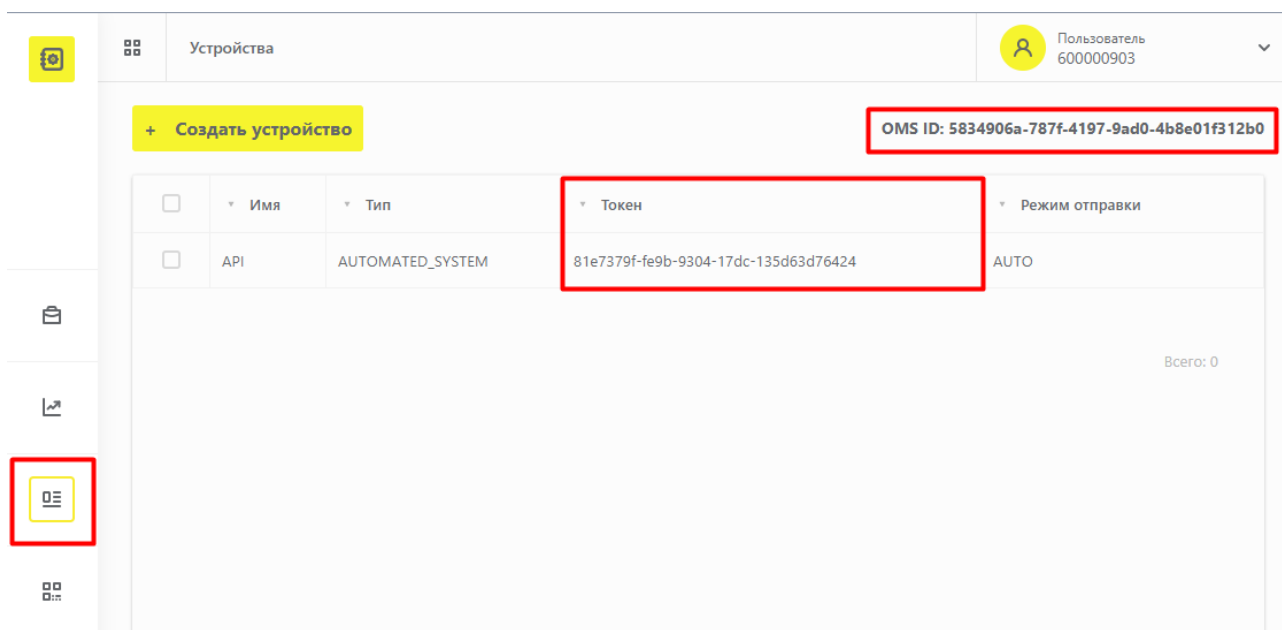 Устройства
Пользователь
600000903
+ Создать устройство
OMS ID: 5834906a-787f-4197-9ad0-4b8e01f312b0
Имя Тип Токен Режим отправки
API AUTOMATED_SYSTEM 81e7379f-fe9b-9304-17dc-135d63d76424 AUTO
Всего: 0